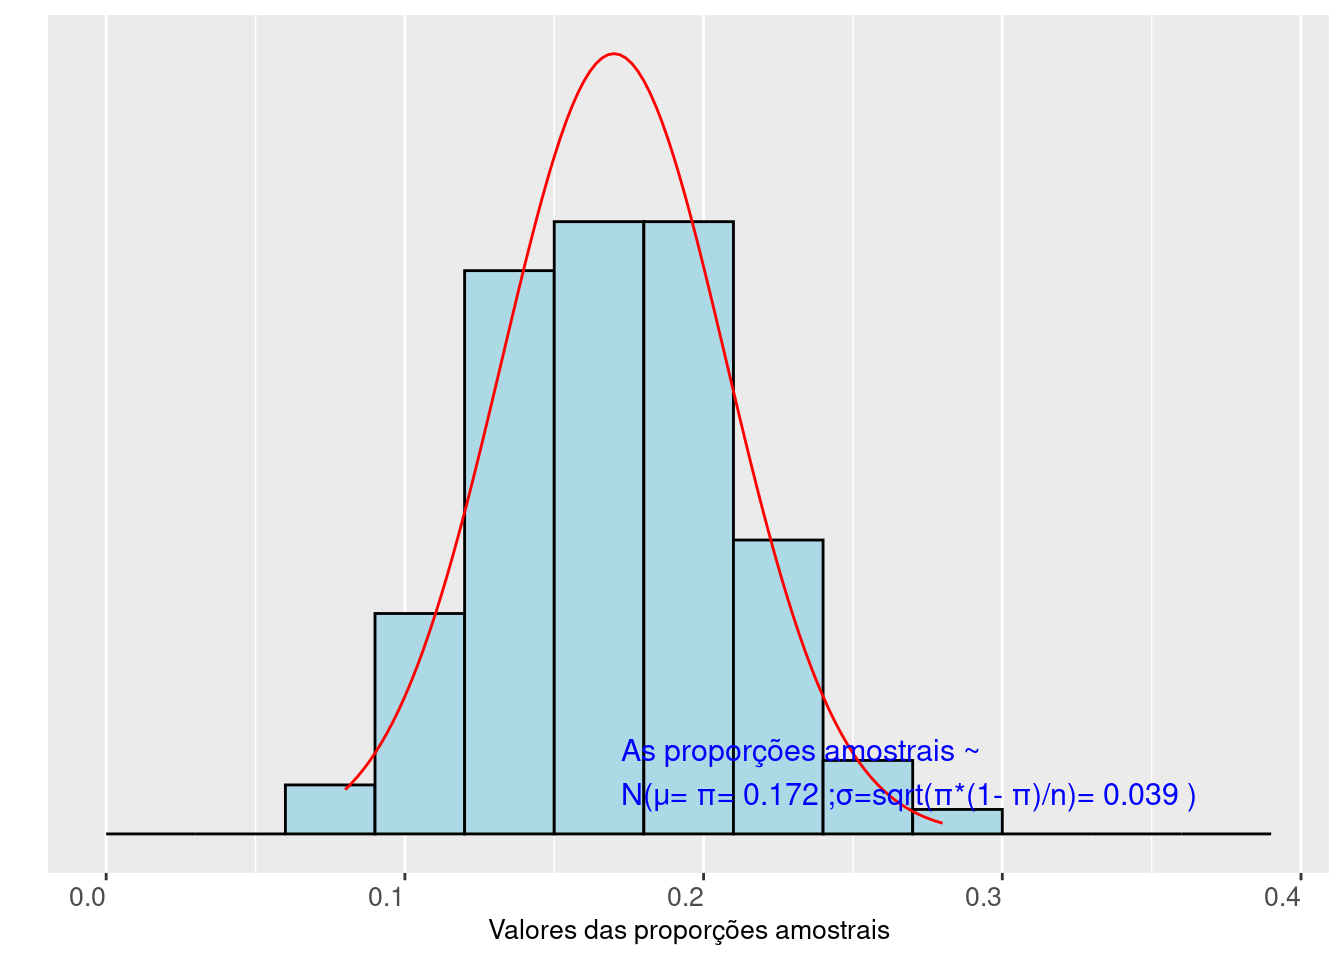 As proporções amostrais ~
N(μ= π= 0.172 ;σ=sqrt(π*(1- π)/n)= 0.039 )
0.0 0.1 0.2 0.3 0.4
Valores das proporções amostrais